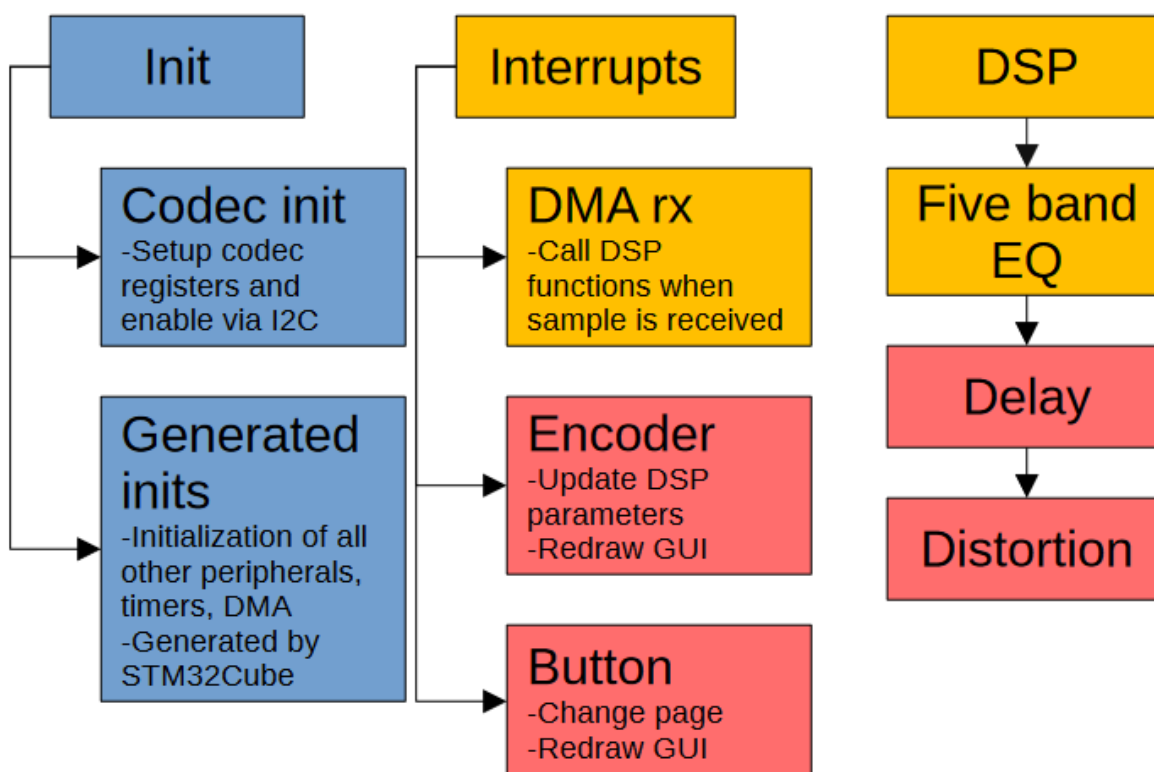 Init
Codec init
-Setup codec
registers and
enable via I2C
Generated
inits
-Initialization of all
other peripherals,
timers, DMA
-Generated by
STM32Cube
Interrupts
DMA rx
-Call DSP
functions when
sample is received
Encoder
-Update DSP
parameters
-Redraw GUI
Button
-Change page
-Redraw GUI
DSP
Five band
EQ
Delay
Distortion